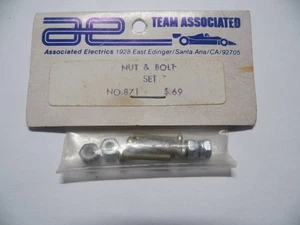 ae TEAM ASSOCIATED
Associated Electrics 1928 East Edinger/Santa Ana/CA/92705
NUT & BOLT
SET
NO.871 $.69